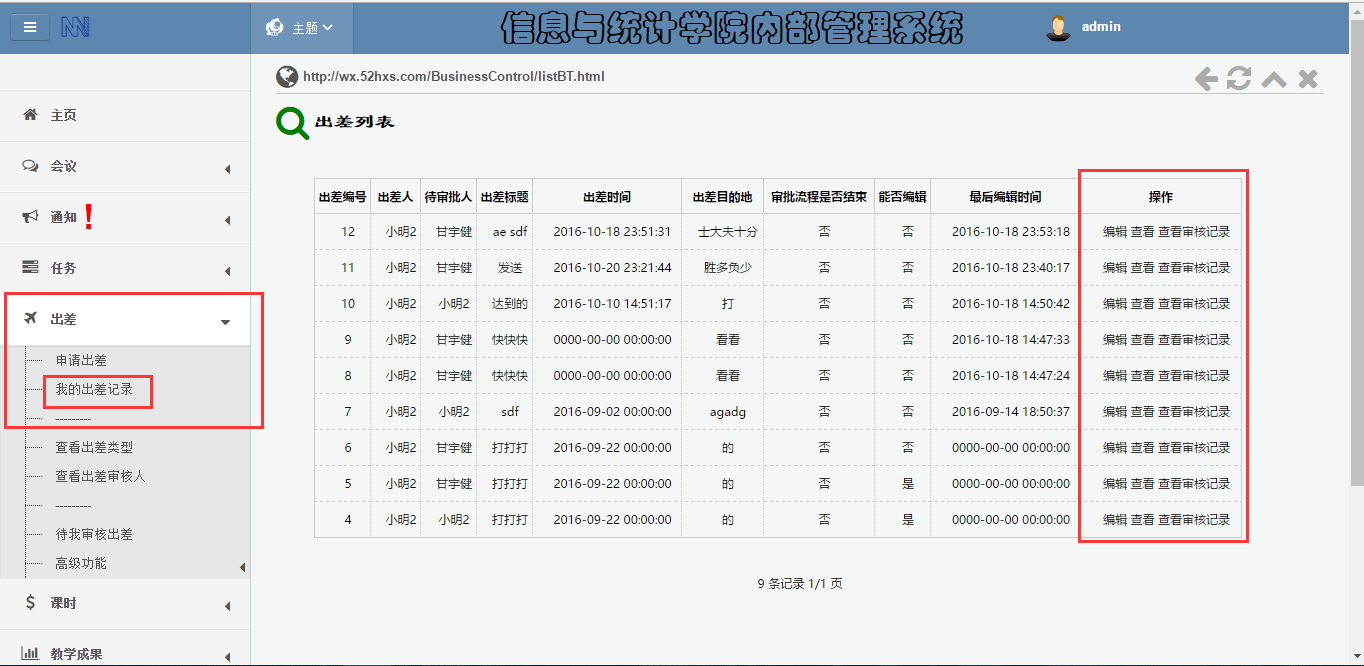 NN
主题
信息与统计学院内部管理系统
admin
http://wx.52hxs.com/BusinessControl/listBT.html
主页
会议
通知 !
任务
出差
申请出差
我的出差记录
---------
查看出差类型
查看出差审核人
---------
待我审核出差
高级功能
课时
教学成果
出差列表
出差编号 出差人 待审批人 出差标题 出差时间 出差目的地 审批流程是否结束 能否编辑 最后编辑时间 操作
12 小明2 甘宇健 ae sdf 2016-10-18 23:51:31 士大夫十分 否 否 2016-10-18 23:53:18 编辑 查看 查看审核记录
11 小明2 甘宇健 发送 2016-10-20 23:21:44 胜多负少 否 否 2016-10-18 23:40:17 编辑 查看 查看审核记录
10 小明2 小明2 达到的 2016-10-10 14:51:17 打 否 否 2016-10-18 14:50:42 编辑 查看 查看审核记录
9 小明2 甘宇健 快快快 0000-00-00 00:00:00 看看 否 否 2016-10-18 14:47:33 编辑 查看 查看审核记录
8 小明2 甘宇健 快快快 0000-00-00 00:00:00 看看 否 否 2016-10-18 14:47:24 编辑 查看 查看审核记录
7 小明2 小明2 sdf 2016-09-02 00:00:00 agadg 否 否 2016-09-14 18:50:37 编辑 查看 查看审核记录
6 小明2 甘宇健 打打打 2016-09-22 00:00:00 的 否 否 0000-00-00 00:00:00 编辑 查看 查看审核记录
5 小明2 甘宇健 打打打 2016-09-22 00:00:00 的 否 是 0000-00-00 00:00:00 编辑 查看 查看审核记录
4 小明2 小明2 打打打 2016-09-22 00:00:00 的 否 是 0000-00-00 00:00:00 编辑 查看 查看审核记录
9 条记录 1/1 页